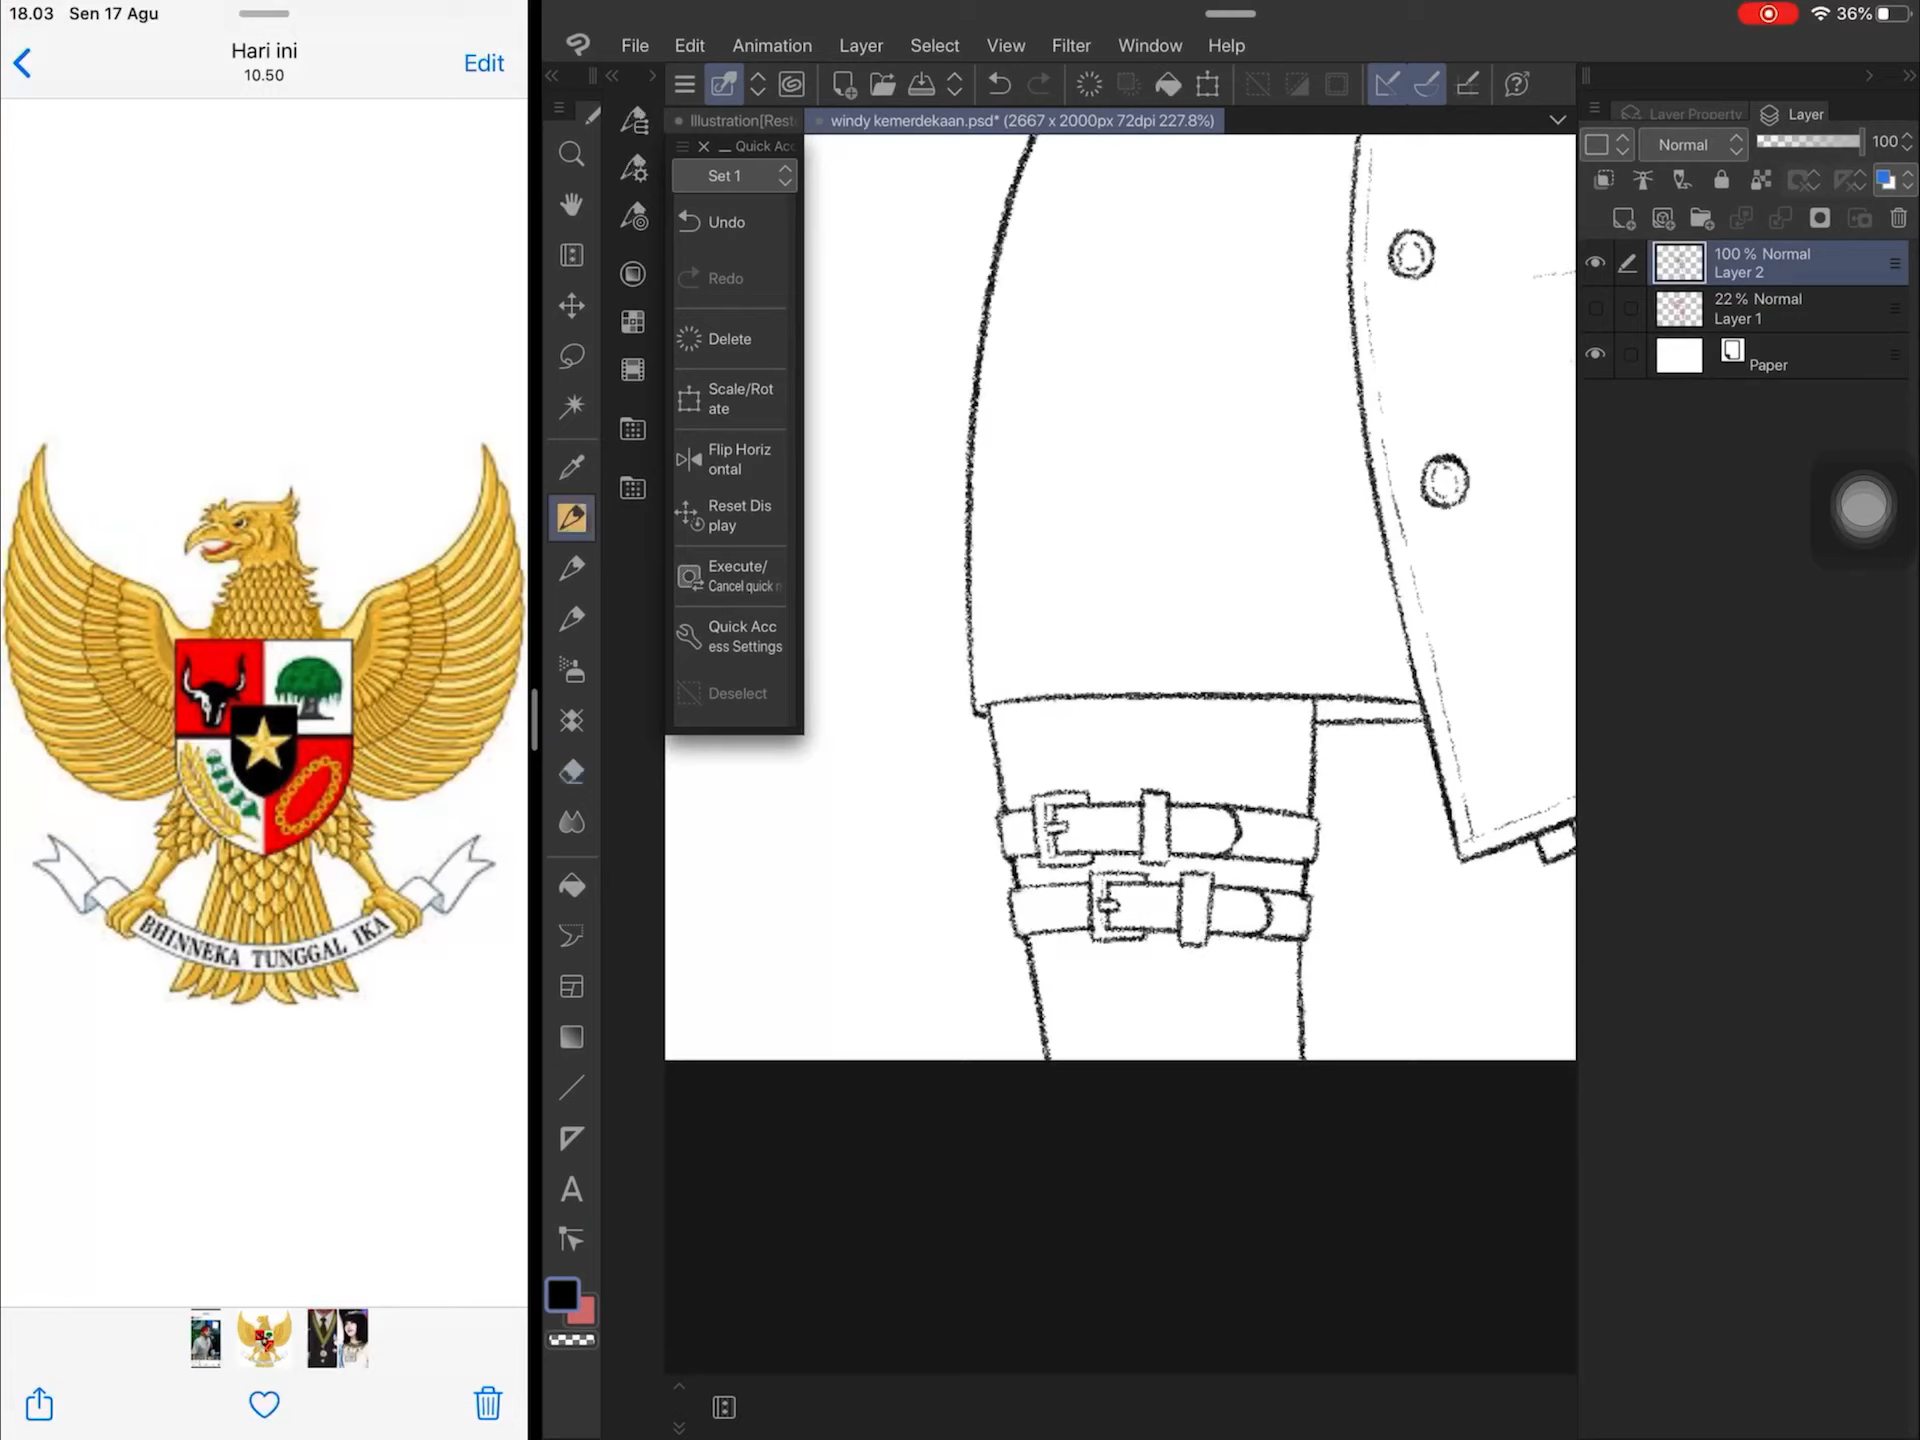 18.03 Sen 17 Agu
Hari ini
10.50
Edit
BHINNEKA TUNGGAL IKA
36%
File Edit Animation Layer Select View Filter Window Help
Illustration[Rest
windy kemerdekaan.psd* (2667 x 2000px 72dpi 227.8%)
Quick Acc
Set 1
Undo
Redo
Delete
Scale/Rot
ate
Flip Horiz
ontal
Reset Dis
play
Execute/
Cancel quick
Quick Acc
ess Settings
Deselect
Layer Property
Layer
Normal
100
100 % Normal
Layer 2
22 % Normal
Layer 1
Paper